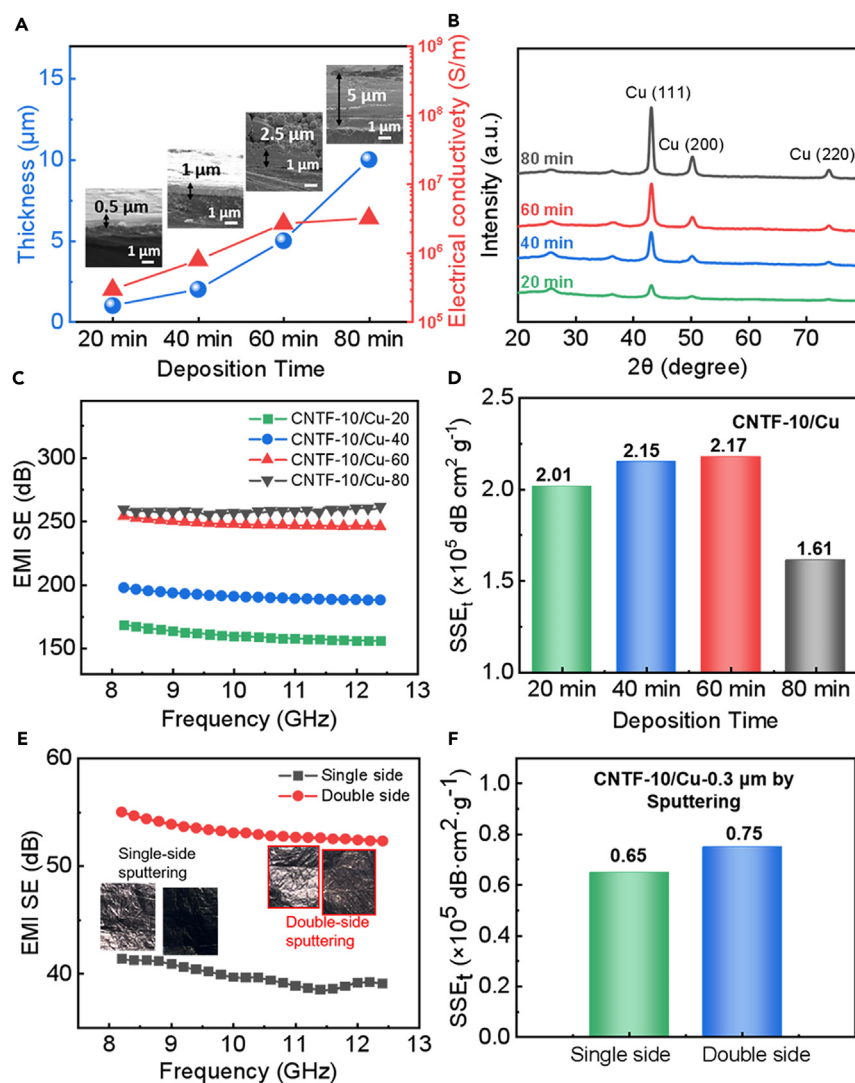 A
Thickness (μm)
15
10
5
0
0.5 μm
1 μm
1 μm
1 μm
2.5 μm
1 μm
5 μm
1 μm
10⁹
10⁸
10⁷
10⁶
10⁵
Electrical conductivety (S/m)
20 min 40 min 60 min 80 min
Deposition Time
B
Intensity (a.u.)
Cu (111)
Cu (200)
Cu (220)
80 min
60 min
40 min
20 min
20 30 40 50 60 70
2θ (degree)
C
EMI SE (dB)
CNTF-10/Cu-20
CNTF-10/Cu-40
CNTF-10/Cu-60
CNTF-10/Cu-80
300
250
200
150
8 9 10 11 12 13
Frequency (GHz)
D
SSEt (×10⁵ dB cm² g⁻¹)
CNTF-10/Cu
2.5
2.0
1.5
1.0
2.01
2.15
2.17
1.61
20 min 40 min 60 min 80 min
Deposition Time
E
EMI SE (dB)
60
50
40
Single side
Double side
Single-side
sputtering
Double-side
sputtering
8 9 10 11 12 13
Frequency (GHz)
F
SSEt (×10⁵ dB·cm²·g⁻¹)
CNTF-10/Cu-0.3 μm by
Sputtering
1.0
0.8
0.6
0.4
0.2
0.0
0.65
0.75
Single side Double side